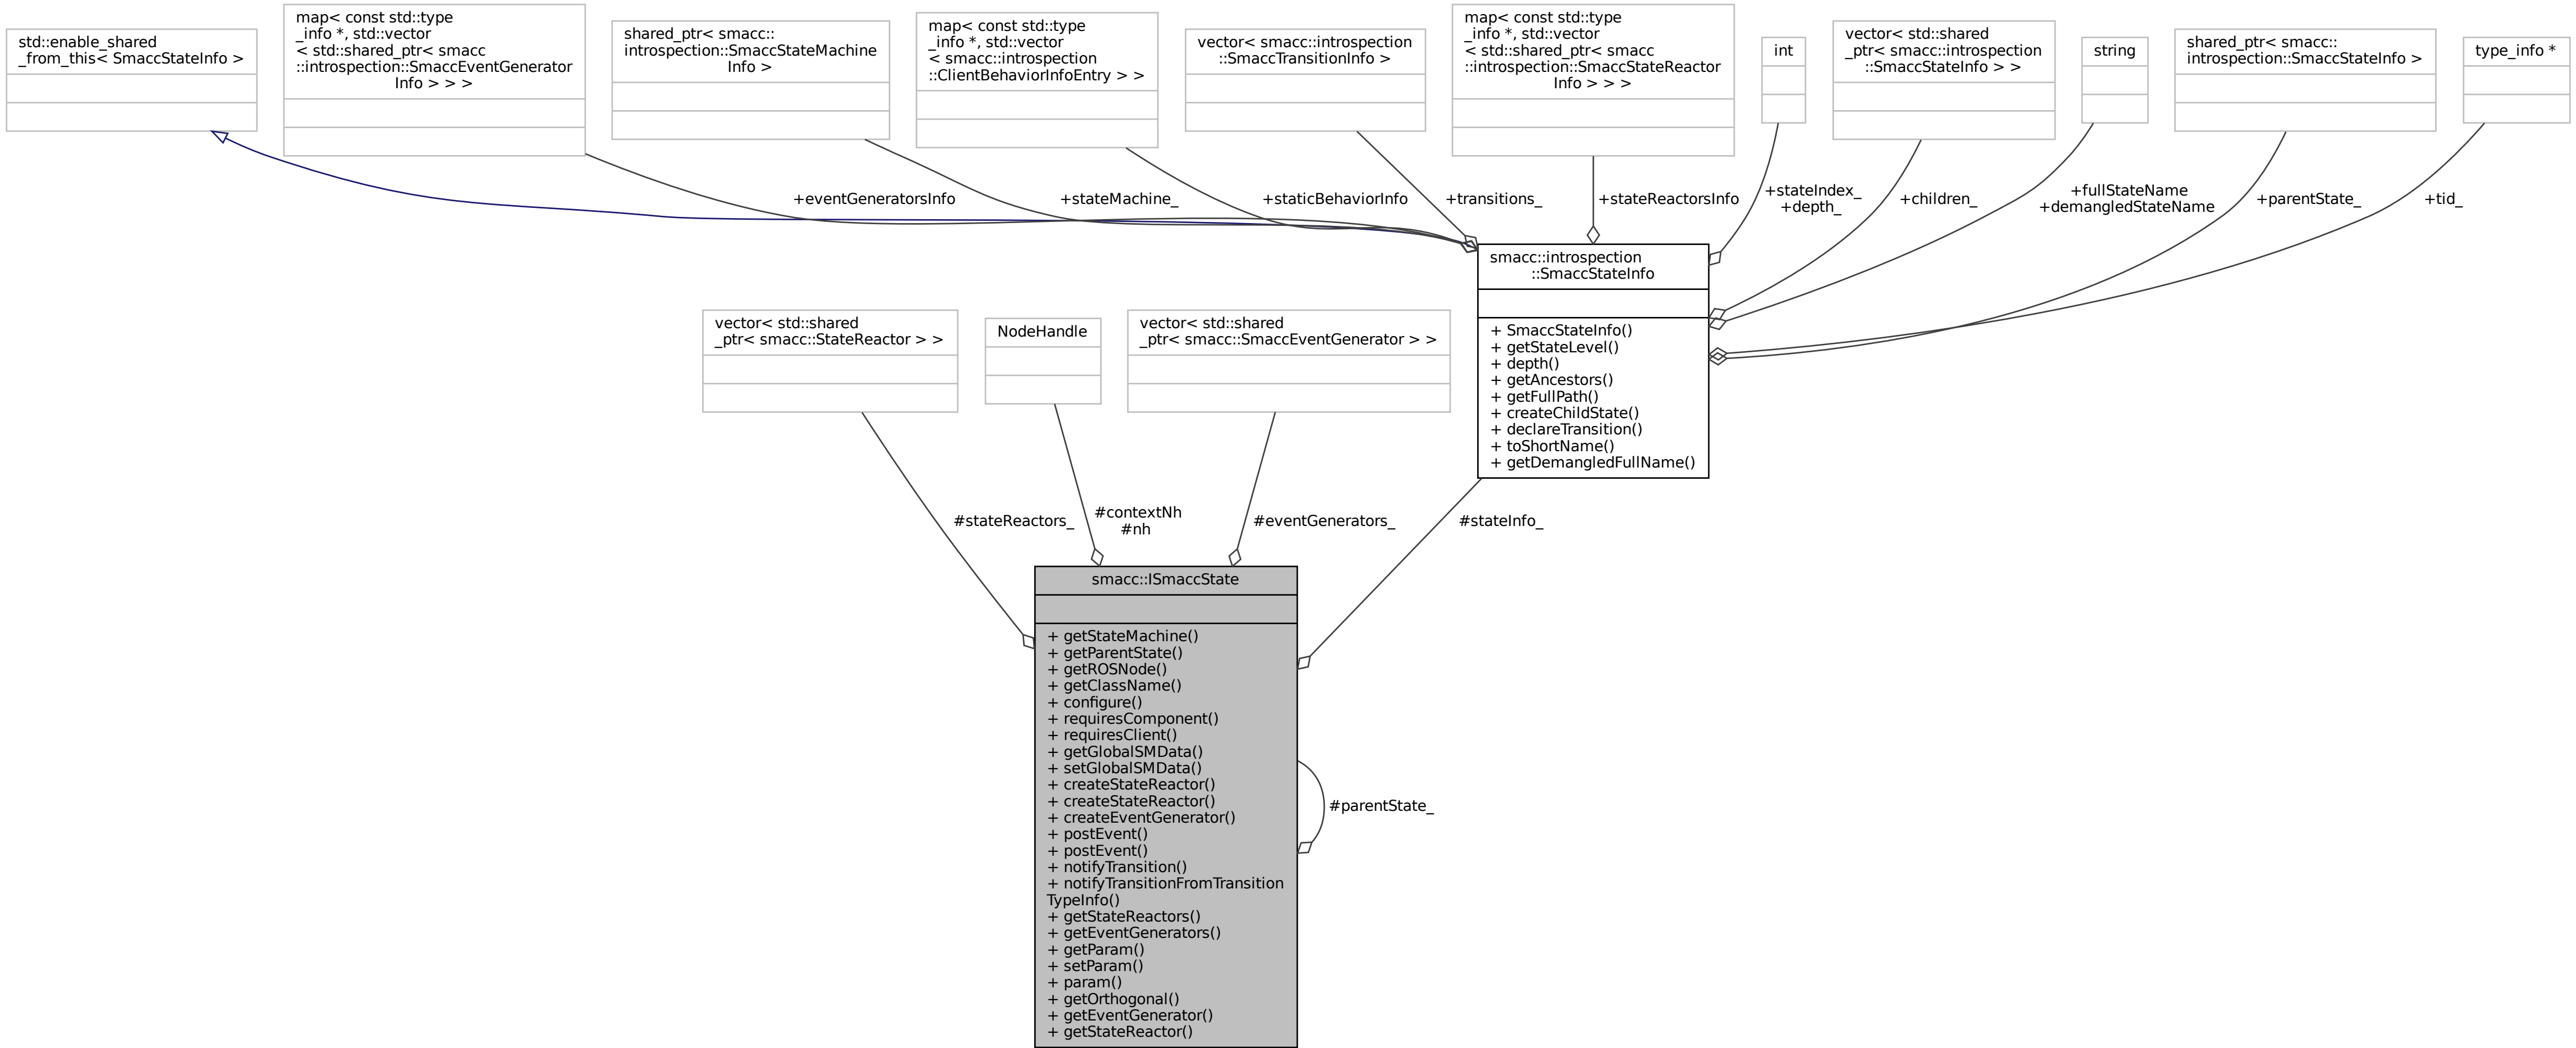 std::enable_shared
_from_this< SmaccStateInfo >
map< const std::type
_info *, std::vector
< std::shared_ptr< smacc
::introspection::SmaccEventGenerator
Info > > >
shared_ptr< smacc::
introspection::SmaccStateMachine
Info >
map< const std::type
_info *, std::vector
< smacc::introspection
::ClientBehaviorInfoEntry > >
vector< smacc::introspection
::SmaccTransitionInfo >
map< const std::type
_info *, std::vector
< std::shared_ptr< smacc
::introspection::SmaccStateReactor
Info > > >
int
vector< std::shared
_ptr< smacc::introspection
::SmaccStateInfo > >
string
shared_ptr< smacc::
introspection::SmaccStateInfo >
type_info *
+eventGeneratorsInfo
+stateMachine_
+staticBehaviorInfo
+transitions_
+stateReactorsInfo
+stateIndex_
+depth_
+children_
+fullStateName
+demangledStateName
+parentState_
+tid_
smacc::introspection
::SmaccStateInfo
+ SmaccStateInfo()
+ getStateLevel()
+ depth()
+ getAncestors()
+ getFullPath()
+ createChildState()
+ declareTransition()
+ toShortName()
+ getDemangledFullName()
vector< std::shared
_ptr< smacc::StateReactor > >
NodeHandle
vector< std::shared
_ptr< smacc::SmaccEventGenerator > >
#stateReactors_
#contextNh
#nh
#eventGenerators_
#stateInfo_
smacc::ISmaccState
+ getStateMachine()
+ getParentState()
+ getROSNode()
+ getClassName()
+ configure()
+ requiresComponent()
+ requiresClient()
+ getGlobalSMData()
+ setGlobalSMData()
+ createStateReactor()
+ createStateReactor()
+ createEventGenerator()
+ postEvent()
+ postEvent()
+ notifyTransition()
+ notifyTransitionFromTransition
TypeInfo()
+ getStateReactors()
+ getEventGenerators()
+ getParam()
+ setParam()
+ param()
+ getOrthogonal()
+ getEventGenerator()
+ getStateReactor()
#parentState_